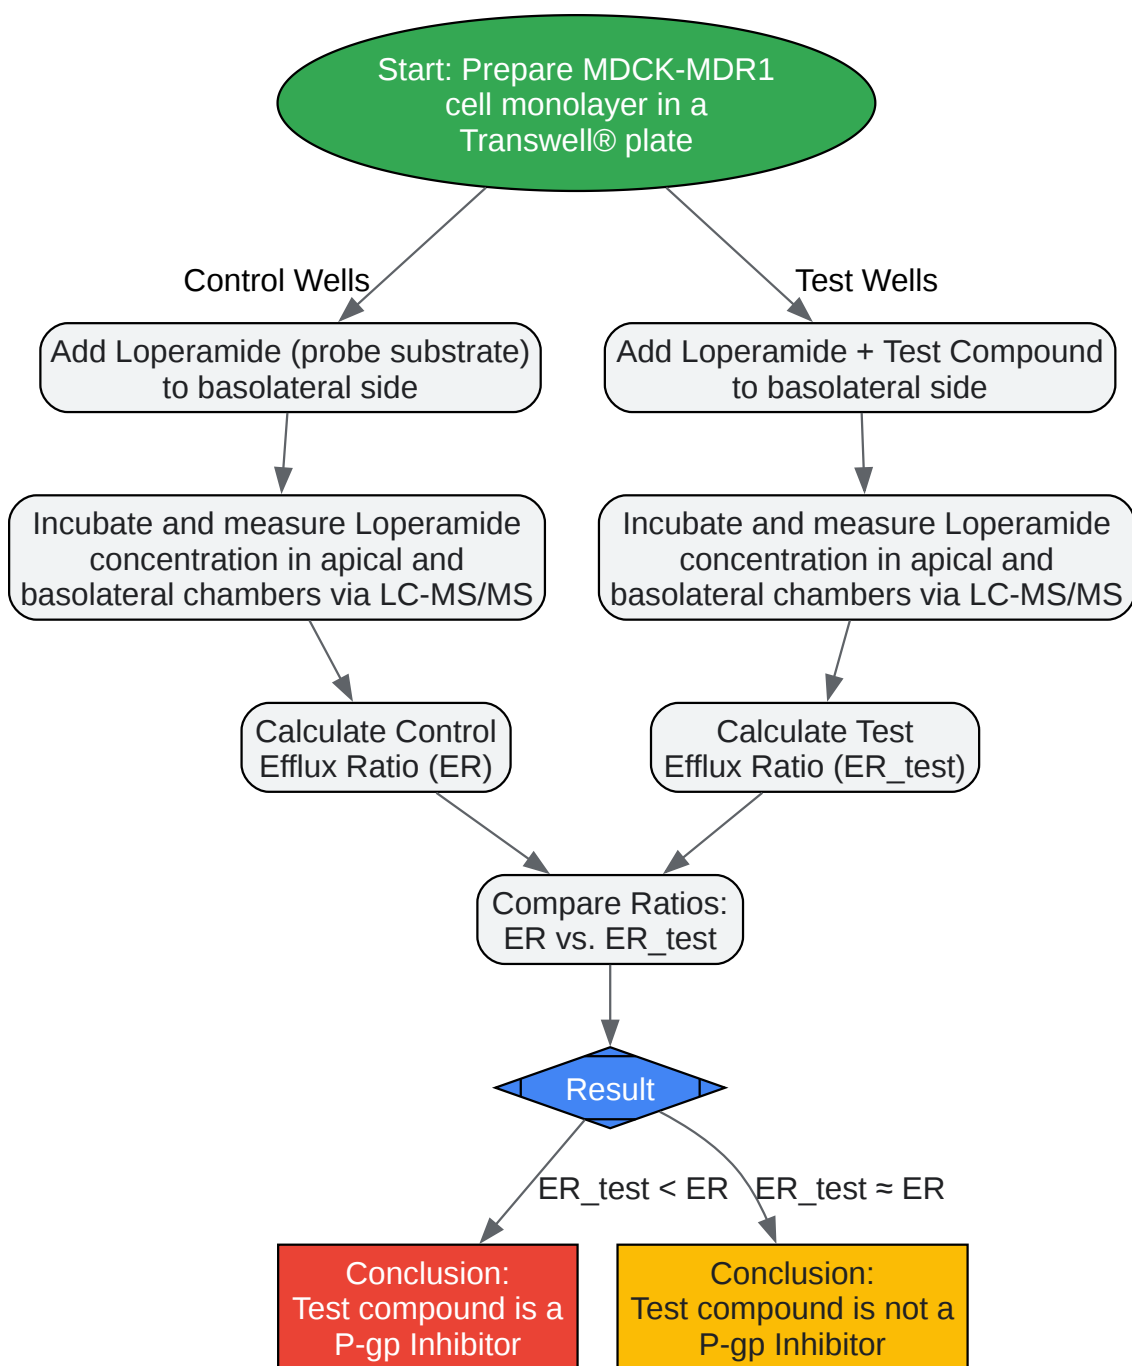 Start: Prepare MDCK-MDR1
cell monolayer in a
Transwell® plate
Control Wells
Test Wells
Add Loperamide (probe substrate)
to basolateral side
Add Loperamide + Test Compound
to basolateral side
Incubate and measure Loperamide
concentration in apical and
basolateral chambers via LC-MS/MS
Incubate and measure Loperamide
concentration in apical and
basolateral chambers via LC-MS/MS
Calculate Control
Efflux Ratio (ER)
Calculate Test
Efflux Ratio (ER_test)
Compare Ratios:
ER vs. ER_test
Result
ER_test < ER
ER_test ≈ ER
Conclusion:
Test compound is a
P-gp Inhibitor
Conclusion:
Test compound is not a
P-gp Inhibitor